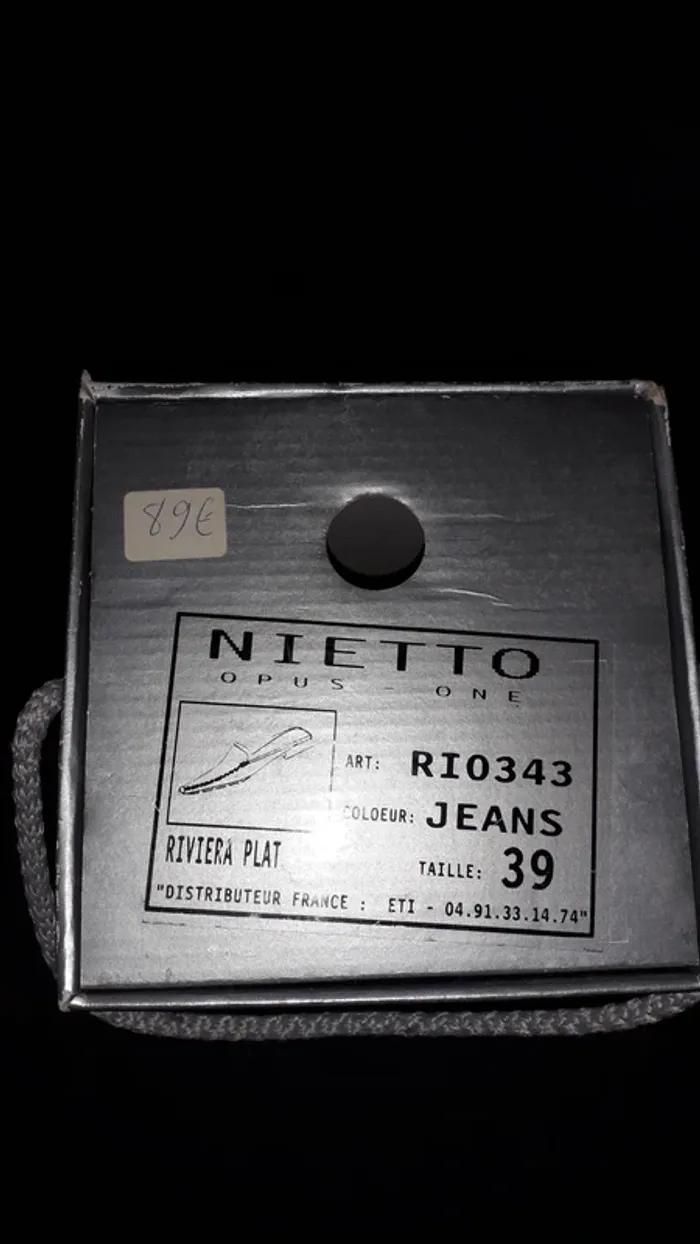 89€
NIETTO
OPUS - ONE
ART: RIO343
COLOEUR: JEANS
RIVIERA PLAT
TAILLE: 39
"DISTRIBUTEUR FRANCE : ETI - 04.91.33.14.74"